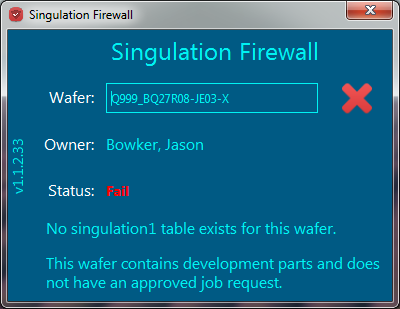 Singulation Firewall
Singulation Firewall
Wafer: Q999_BQ27R08-JE03-X
Owner: Bowker, Jason
v1.1.2.33
Status: Fail
No singulation1 table exists for this wafer.
This wafer contains development parts and does
not have an approved job request.